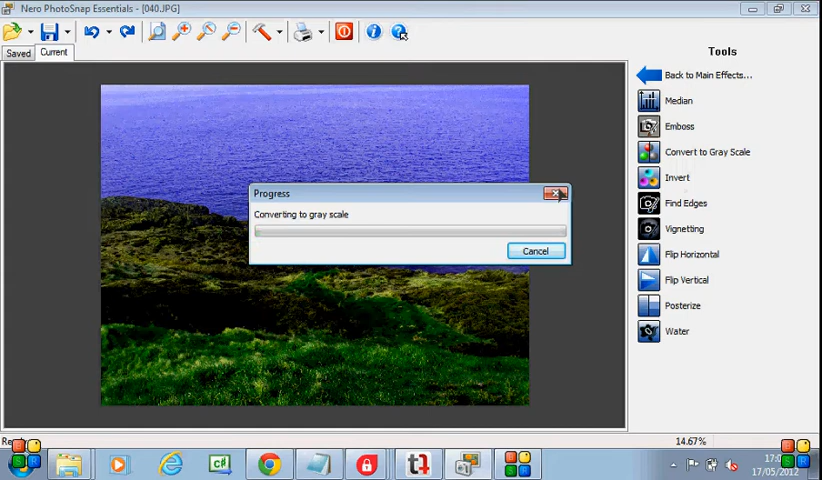 Nero PhotoSnap Essentials - [040.JPG]
Saved
Current
Tools
Back to Main Effects...
Median
Emboss
Convert to Gray Scale
Invert
Find Edges
Vignetting
Flip Horizontal
Flip Vertical
Posterize
Water
Progress
Converting to gray scale
Cancel
14.67%
C#
17/05/2012